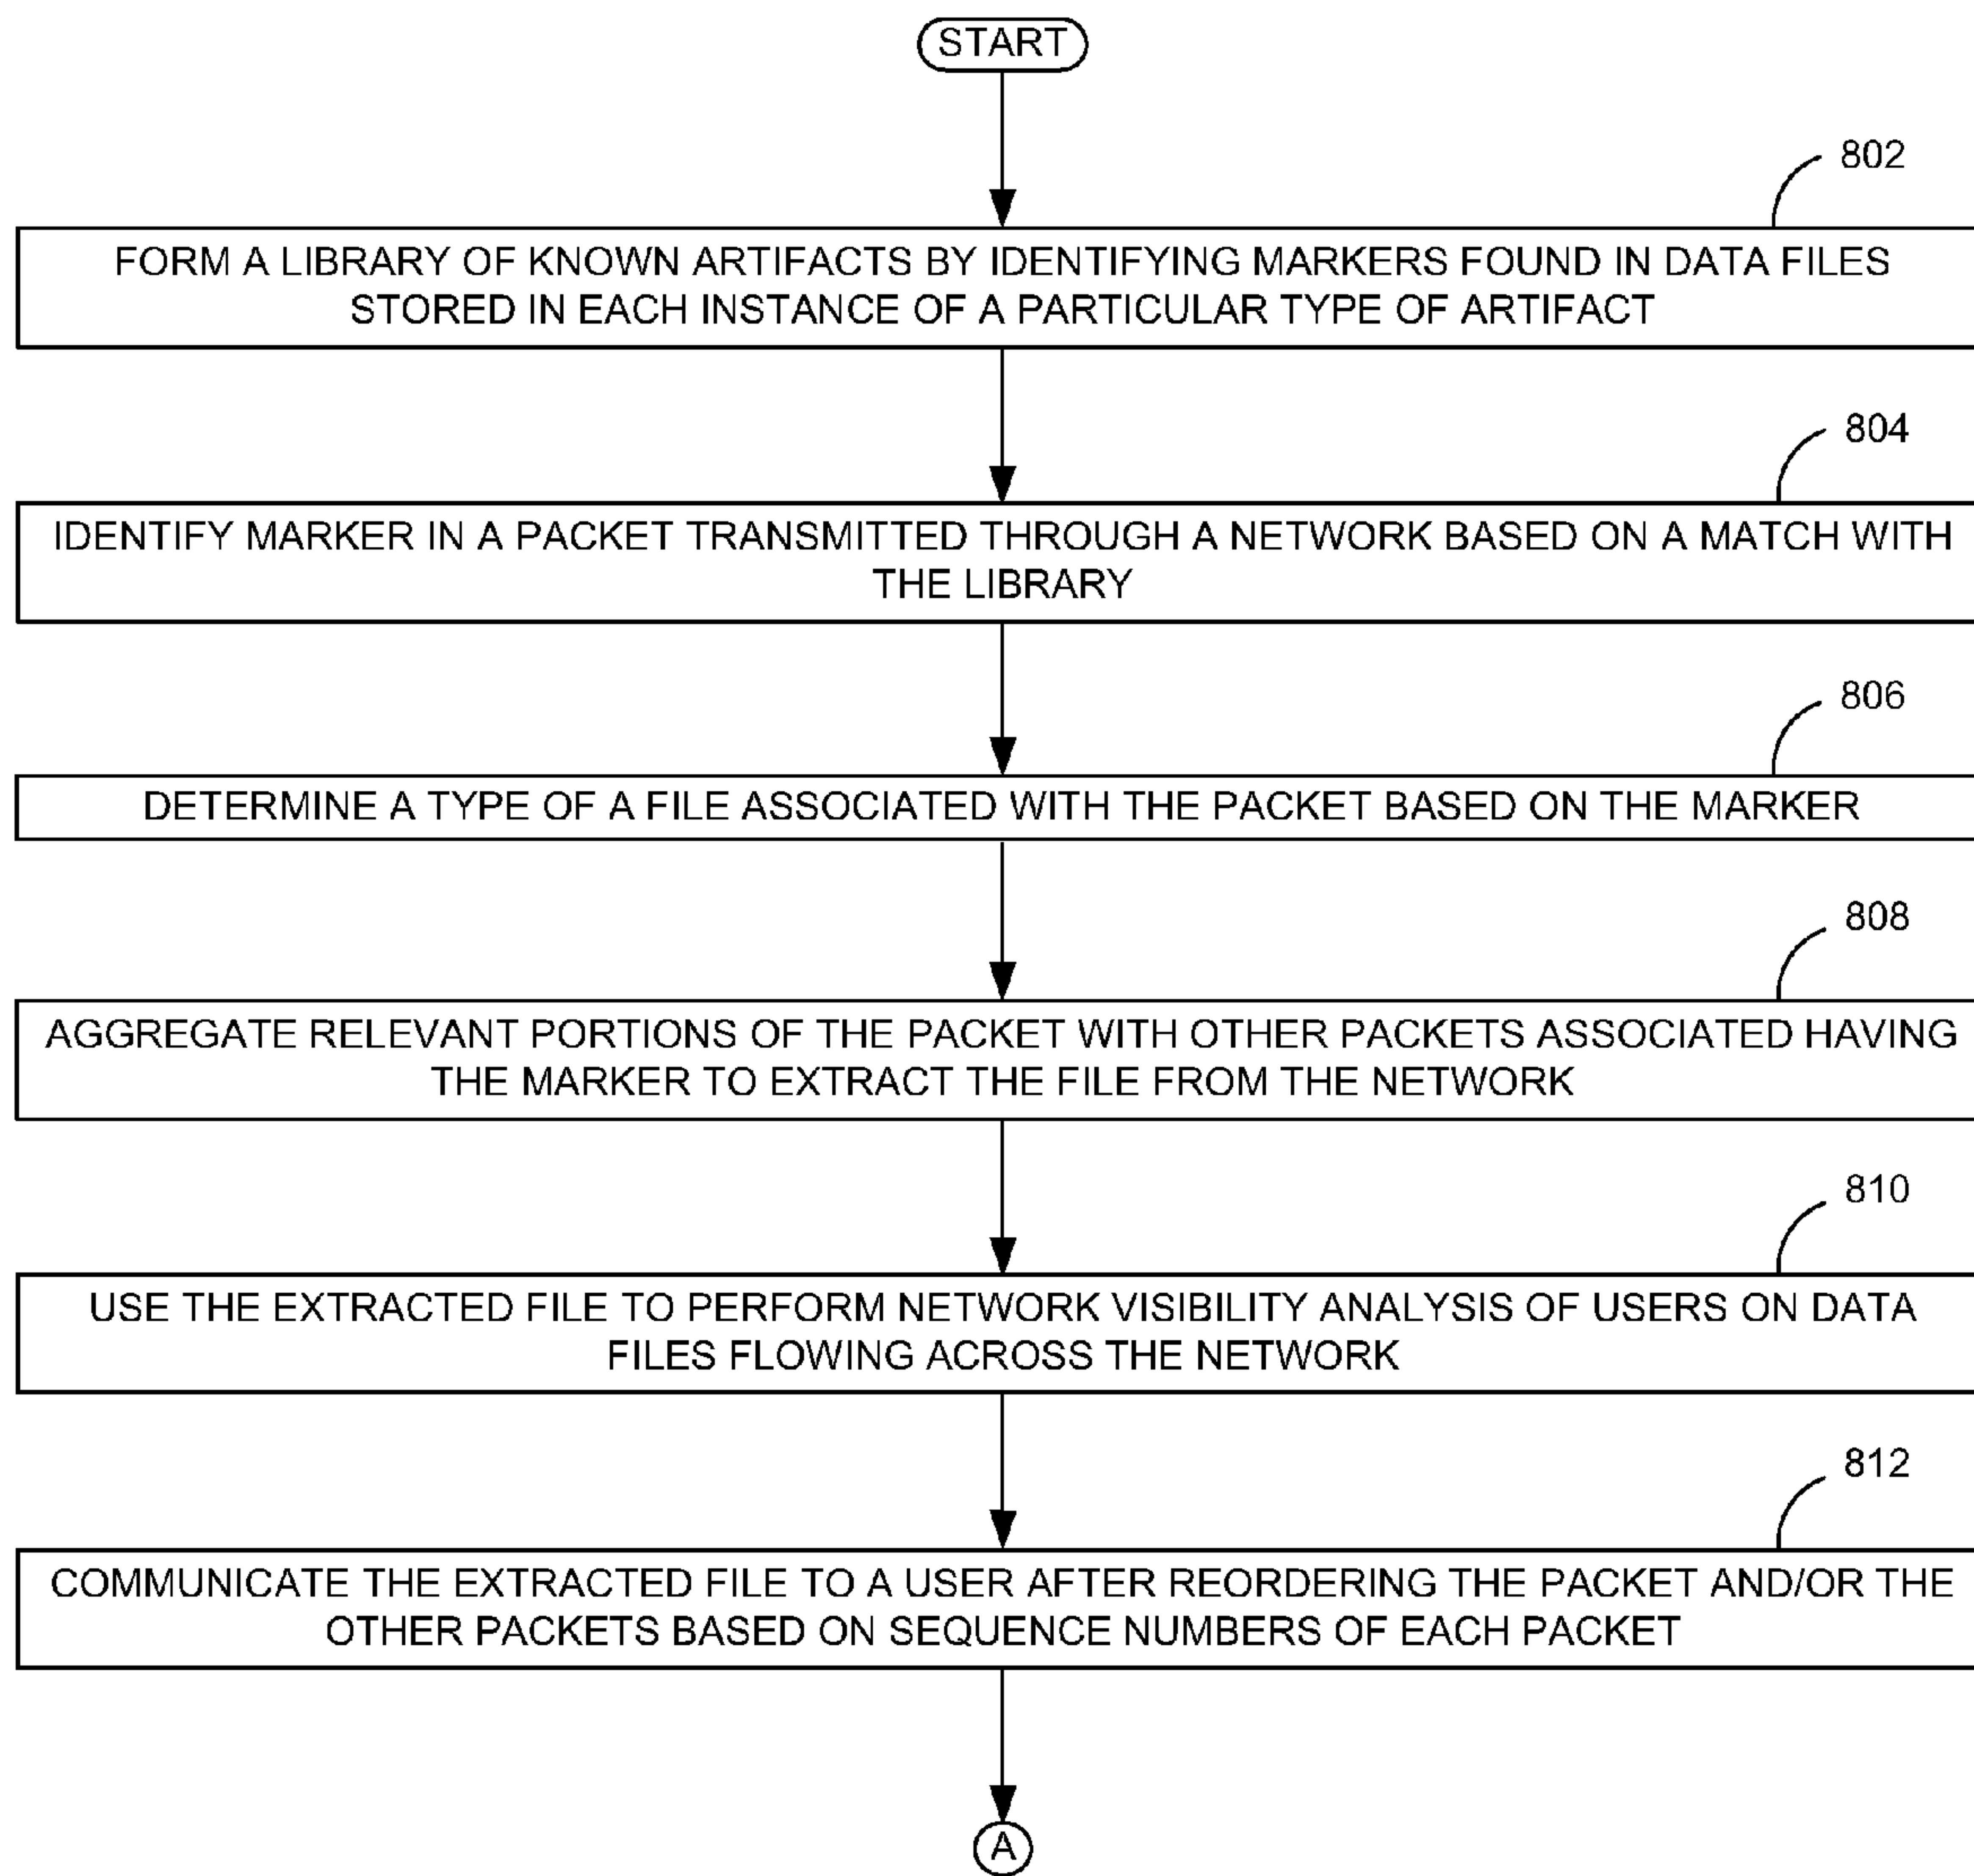 START
802
FORM A LIBRARY OF KNOWN ARTIFACTS BY IDENTIFYING MARKERS FOUND IN DATA FILES
STORED IN EACH INSTANCE OF A PARTICULAR TYPE OF ARTIFACT
804
IDENTIFY MARKER IN A PACKET TRANSMITTED THROUGH A NETWORK BASED ON A MATCH WITH
THE LIBRARY
806
DETERMINE A TYPE OF A FILE ASSOCIATED WITH THE PACKET BASED ON THE MARKER
808
AGGREGATE RELEVANT PORTIONS OF THE PACKET WITH OTHER PACKETS ASSOCIATED HAVING
THE MARKER TO EXTRACT THE FILE FROM THE NETWORK
810
USE THE EXTRACTED FILE TO PERFORM NETWORK VISIBILITY ANALYSIS OF USERS ON DATA
FILES FLOWING ACROSS THE NETWORK
812
COMMUNICATE THE EXTRACTED FILE TO A USER AFTER REORDERING THE PACKET AND/OR THE
OTHER PACKETS BASED ON SEQUENCE NUMBERS OF EACH PACKET
A